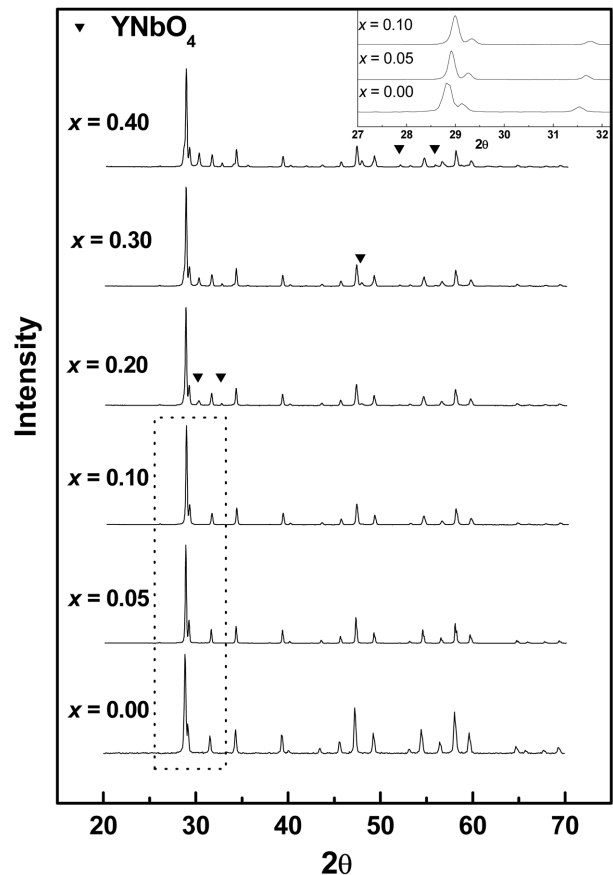 ▼ YNbO₄
x = 0.10
x = 0.05
x = 0.00
27 28 29 30 31 32
2θ
x = 0.40
x = 0.30
x = 0.20
x = 0.10
x = 0.05
x = 0.00
Intensity
20 30 40 50 60 70
2θ